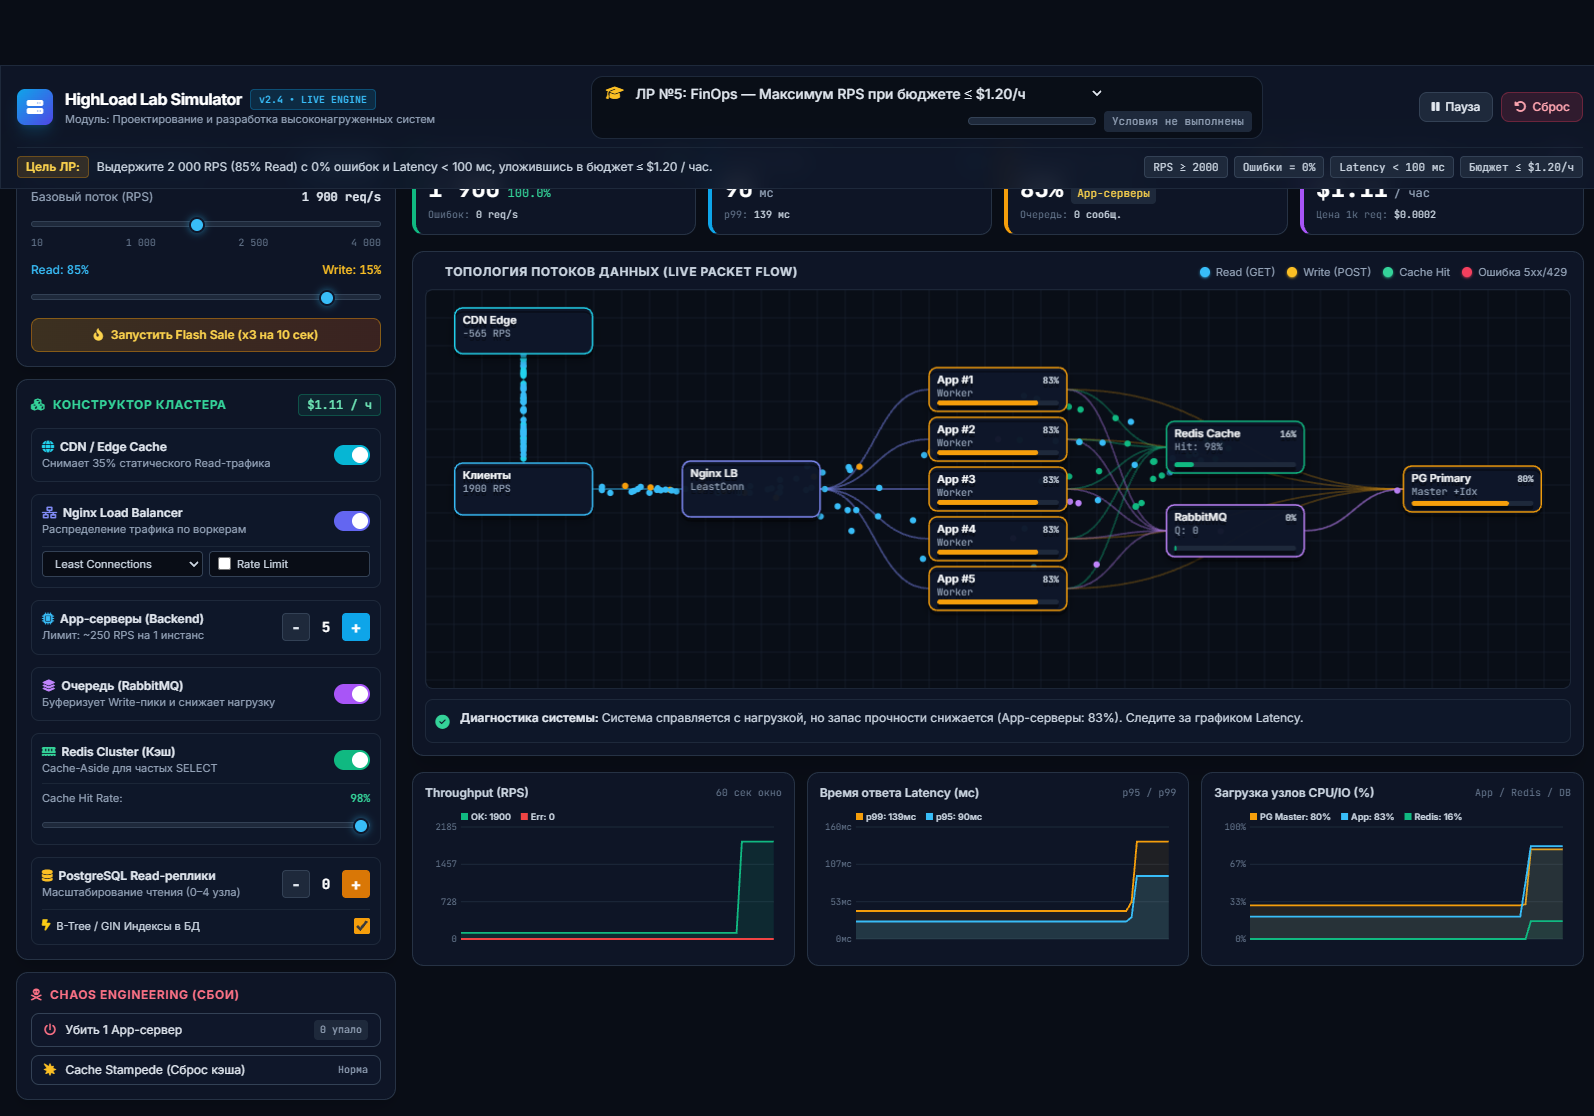 HighLoad Lab Simulator
v2.4 • LIVE ENGINE
Модуль: Проектирование и разработка высоконагруженных систем
ЛР №5: FinOps — Максимум RPS при бюджете ≤ $1.20/ч
Условия не выполнены
Пауза
Сброс
Цель ЛР:
Выдержите 2 000 RPS (85% Read) с 0% ошибок и Latency < 100 мс, уложившись в бюджет ≤ $1.20 / час.
RPS ≥ 2000
Ошибки = 0%
Latency < 100 мс
Бюджет ≤ $1.20/ч
Базовый поток (RPS)
1 900 req/s
10
1 000
2 500
4 000
Read: 85%
Write: 15%
Запустить Flash Sale (x3 на 10 сек)
1 900 100.0%
Ошибок: 0 req/s
90 мс
p99: 139 мс
83% App-серверы
Очередь: 0 сообщ.
$1.11 / час
Цена 1k req: $0.0002
КОНСТРУКТОР КЛАСТЕРА
$1.11 / ч
CDN / Edge Cache
Снимает 35% статического Read-трафика
Nginx Load Balancer
Распределение трафика по воркерам
Least Connections
Rate Limit
App-серверы (Backend)
Лимит: ~250 RPS на 1 инстанс
- 5 +
Очередь (RabbitMQ)
Буферизует Write-пики и снижает нагрузку
Redis Cluster (Кэш)
Cache-Aside для частых SELECT
Cache Hit Rate:
98%
PostgreSQL Read-реплики
Масштабирование чтения (0–4 узла)
- 0 +
B-Tree / GIN Индексы в БД
CHAOS ENGINEERING (СБОИ)
Убить 1 App-сервер
0 упало
Cache Stampede (Сброс кэша)
Норма
ТОПОЛОГИЯ ПОТОКОВ ДАННЫХ (LIVE PACKET FLOW)
Read (GET)
Write (POST)
Cache Hit
Ошибка 5xx/429
CDN Edge
-565 RPS
Клиенты
1900 RPS
Nginx LB
LeastConn
App #1
83%
Worker
App #2
83%
Worker
App #3
83%
Worker
App #4
83%
Worker
App #5
83%
Worker
Redis Cache
16%
Hit: 98%
RabbitMQ
0%
Q: 0
PG Primary
80%
Master +Idx
Диагностика системы: Система справляется с нагрузкой, но запас прочности снижается (App-серверы: 83%). Следите за графиком Latency.
Throughput (RPS)
60 сек окно
OK: 1900
Err: 0
2185
1457
728
0
Время ответа Latency (мс)
p95 / p99
p99: 139мс
p95: 90мс
160мс
107мс
53мс
0мс
Загрузка узлов CPU/IO (%)
App / Redis / DB
PG Master: 80%
App: 83%
Redis: 16%
100%
67%
33%
0%